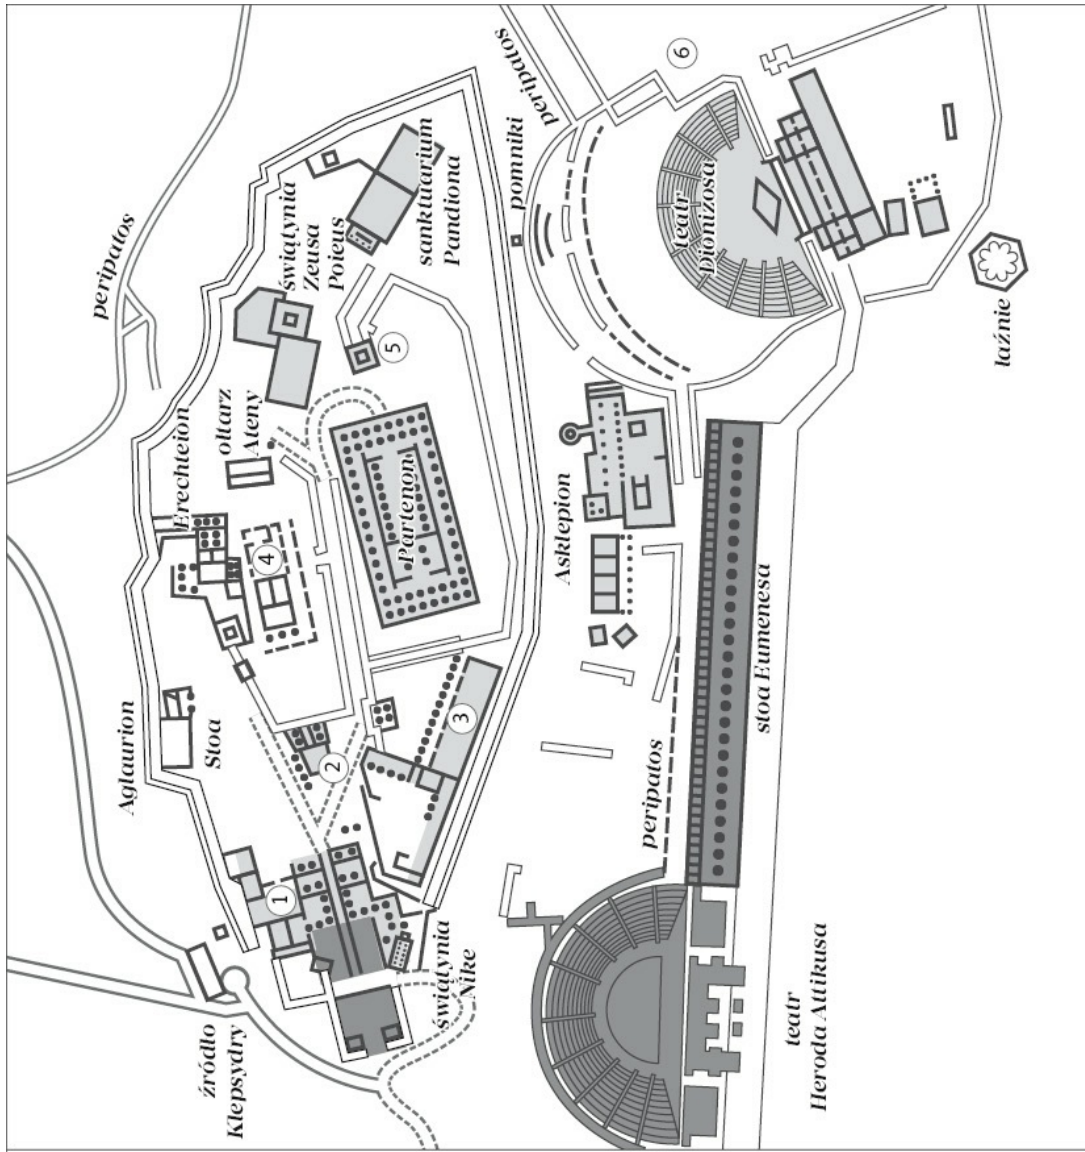 źródło
Klepsydry
Aglaurion
peripatos
Stoa
Erechteion
ołtarz
Ateny
świątynia
Zeusa
Poieus
1
2
4
5
3
Partenon
sanktuarium
Pandiona
świątynia
Nike
pomniki
peripatos
Asklepion
6
peripatos
teatr
Dionizosa
stoa Eumenesa
teatr
Heroda Attikusa
łaźnie